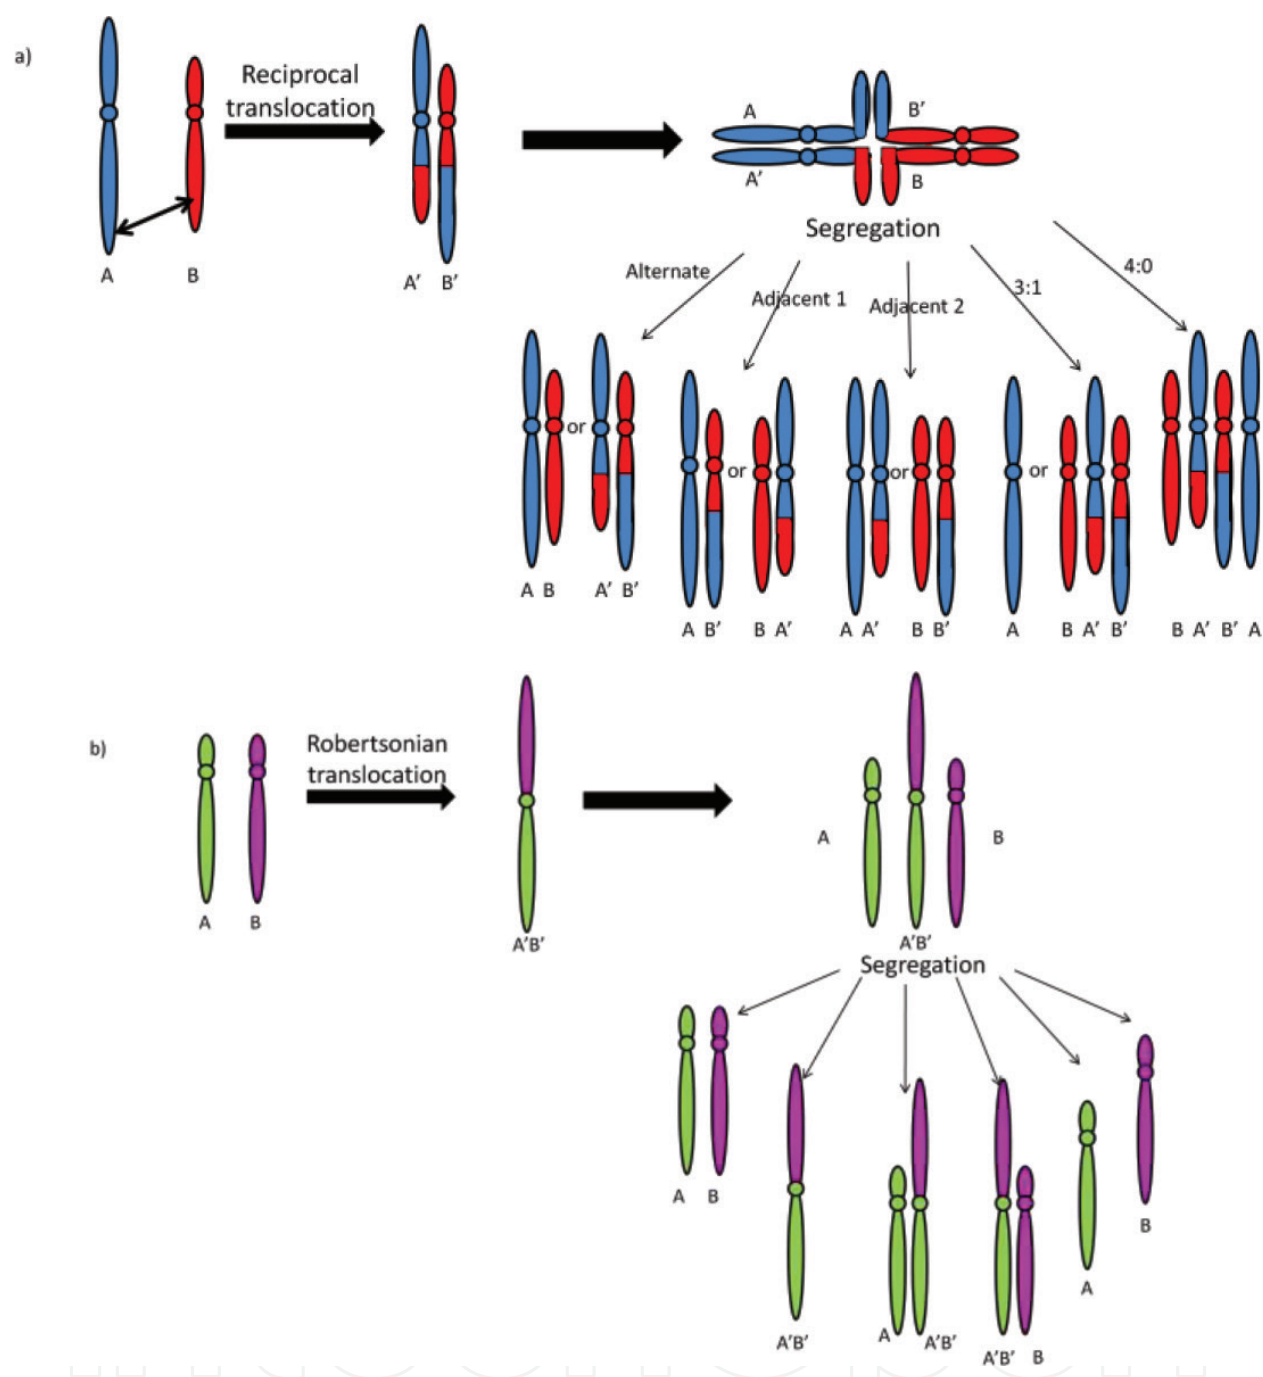 a)
Reciprocal
translocation
A B
A' B'
A B'
A' B
Segregation
Alternate
Adjacent 1
Adjacent 2
3:1
4:0
or
or
or
or
A B A' B'
A B' B A' A A' B B' A B A' B' B A' B' A
b)
Robertsonian
translocation
A B
A'B'
A B
A'B'
Segregation
A B
A'B'
A A'B'
A'B' B
A
B